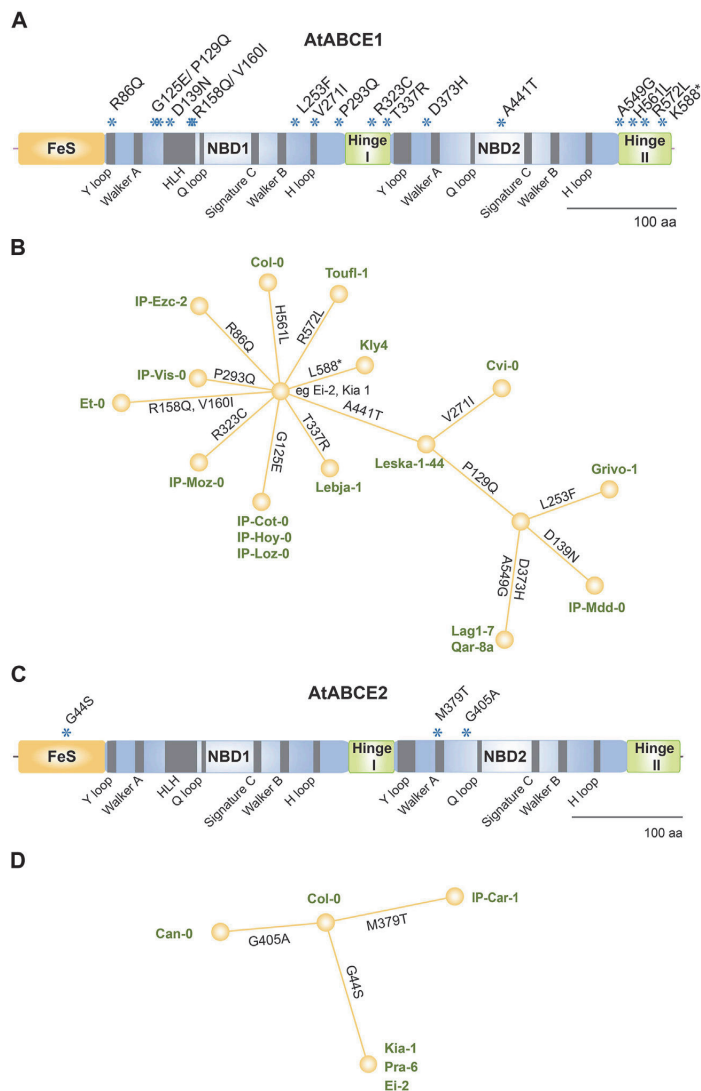 A
AtABCE1
R86Q
G125E/ P129Q
D139N
R158Q/ V160I
L253F
V271I
P293Q
R323C
T337R
D373H
A441T
A549G
H561L
R572L
K588*
* * * * * * * * * * * * * * *
FeS
NBD1
Hinge
I
NBD2
Hinge
II
Y loop
Walker A
HLH
Q loop
Signature C
Walker B
H loop
Y loop
Walker A
Q loop
Signature C
Walker B
H loop
100 aa
B
Col-0
Toufl-1
IP-Ezc-2
H561L
R572L
R86Q
Kly4
L588*
Cvi-0
IP-Vis-0
P293Q
eg Ei-2, Kia 1
Et-0
R158Q, V160I
A441T
V271I
R323C
G125E
T337R
IP-Moz-0
Lebja-1
Leska-1-44
P129Q
Grivo-1
L253F
IP-Cot-0
IP-Hoy-0
IP-Loz-0
D139N
D373H
A549G
IP-Mdd-0
Lag1-7
Qar-8a
C
AtABCE2
G44S
M379T
G405A
* * *
FeS
NBD1
Hinge
I
NBD2
Hinge
II
Y loop
Walker A
HLH
Q loop
Signature C
Walker B
H loop
Y loop
Walker A
Q loop
Signature C
Walker B
H loop
100 aa
D
Col-0
IP-Car-1
Can-0
G405A
M379T
G44S
Kia-1
Pra-6
Ei-2